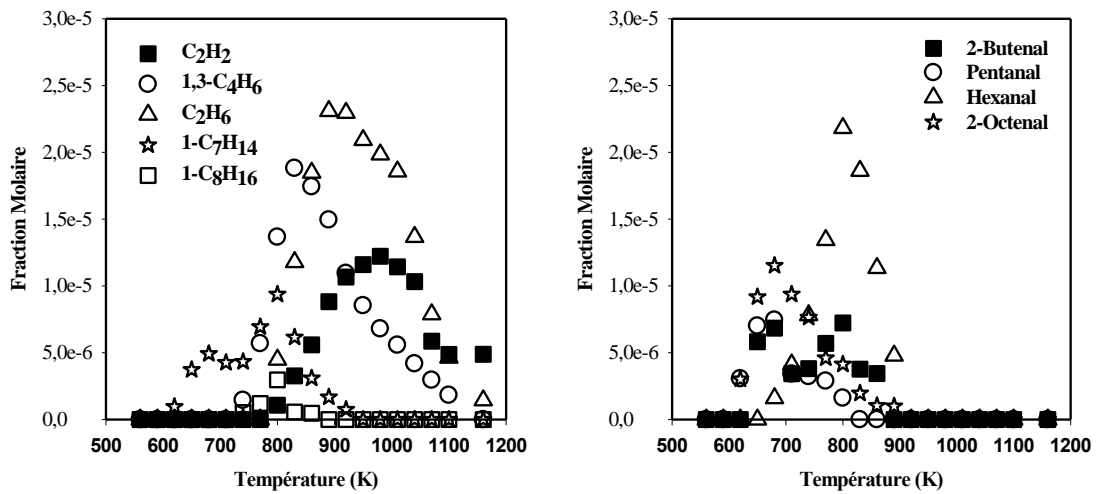 3,0e-5
2,5e-5
2,0e-5
1,5e-5
1,0e-5
5,0e-6
0,0
Fraction Molaire
C2H2
1,3-C4H6
C2H6
1-C7H14
1-C8H16
500 600 700 800 900 1000 1100 1200
Température (K)
3,0e-5
2,5e-5
2,0e-5
1,5e-5
1,0e-5
5,0e-6
0,0
Fraction Molaire
2-Butenal
Pentanal
Hexanal
2-Octenal
500 600 700 800 900 1000 1100 1200
Température (K)